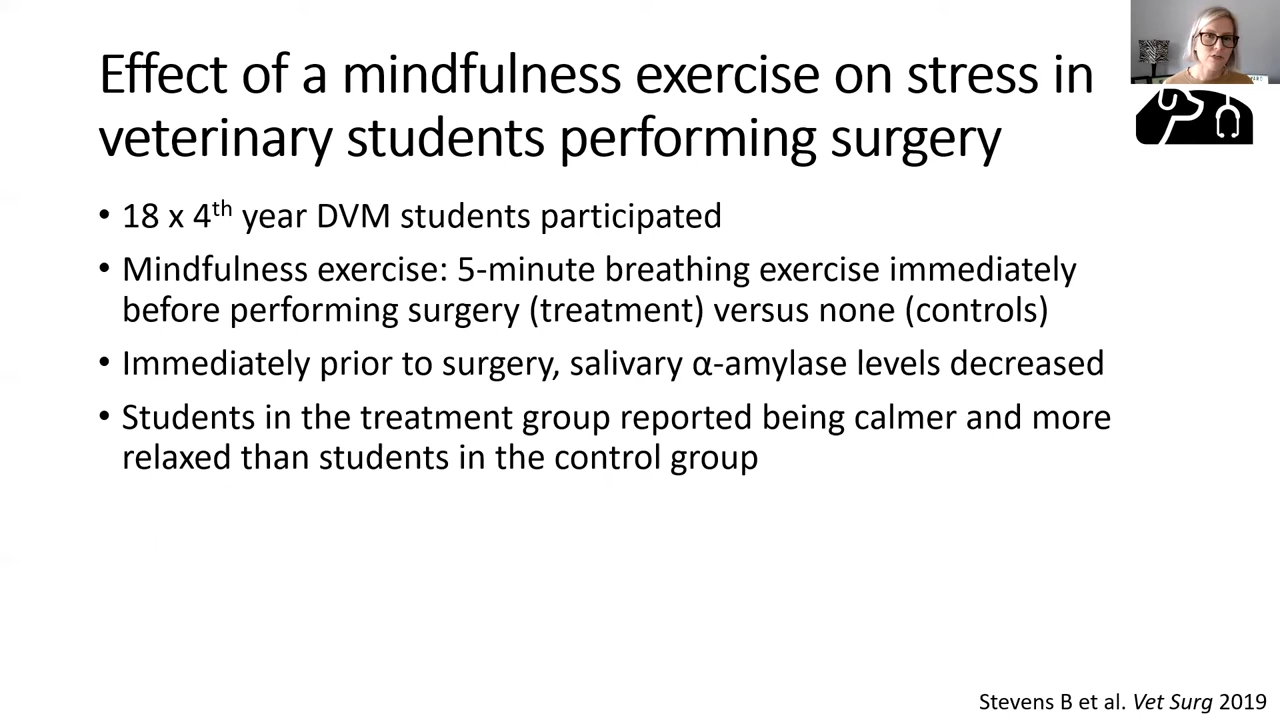 Effect of a mindfulness exercise on stress in
veterinary students performing surgery
• 18 x 4th year DVM students participated
• Mindfulness exercise: 5-minute breathing exercise immediately
before performing surgery (treatment) versus none (controls)
• Immediately prior to surgery, salivary α-amylase levels decreased
• Students in the treatment group reported being calmer and more
relaxed than students in the control group
Stevens B et al. Vet Surg 2019